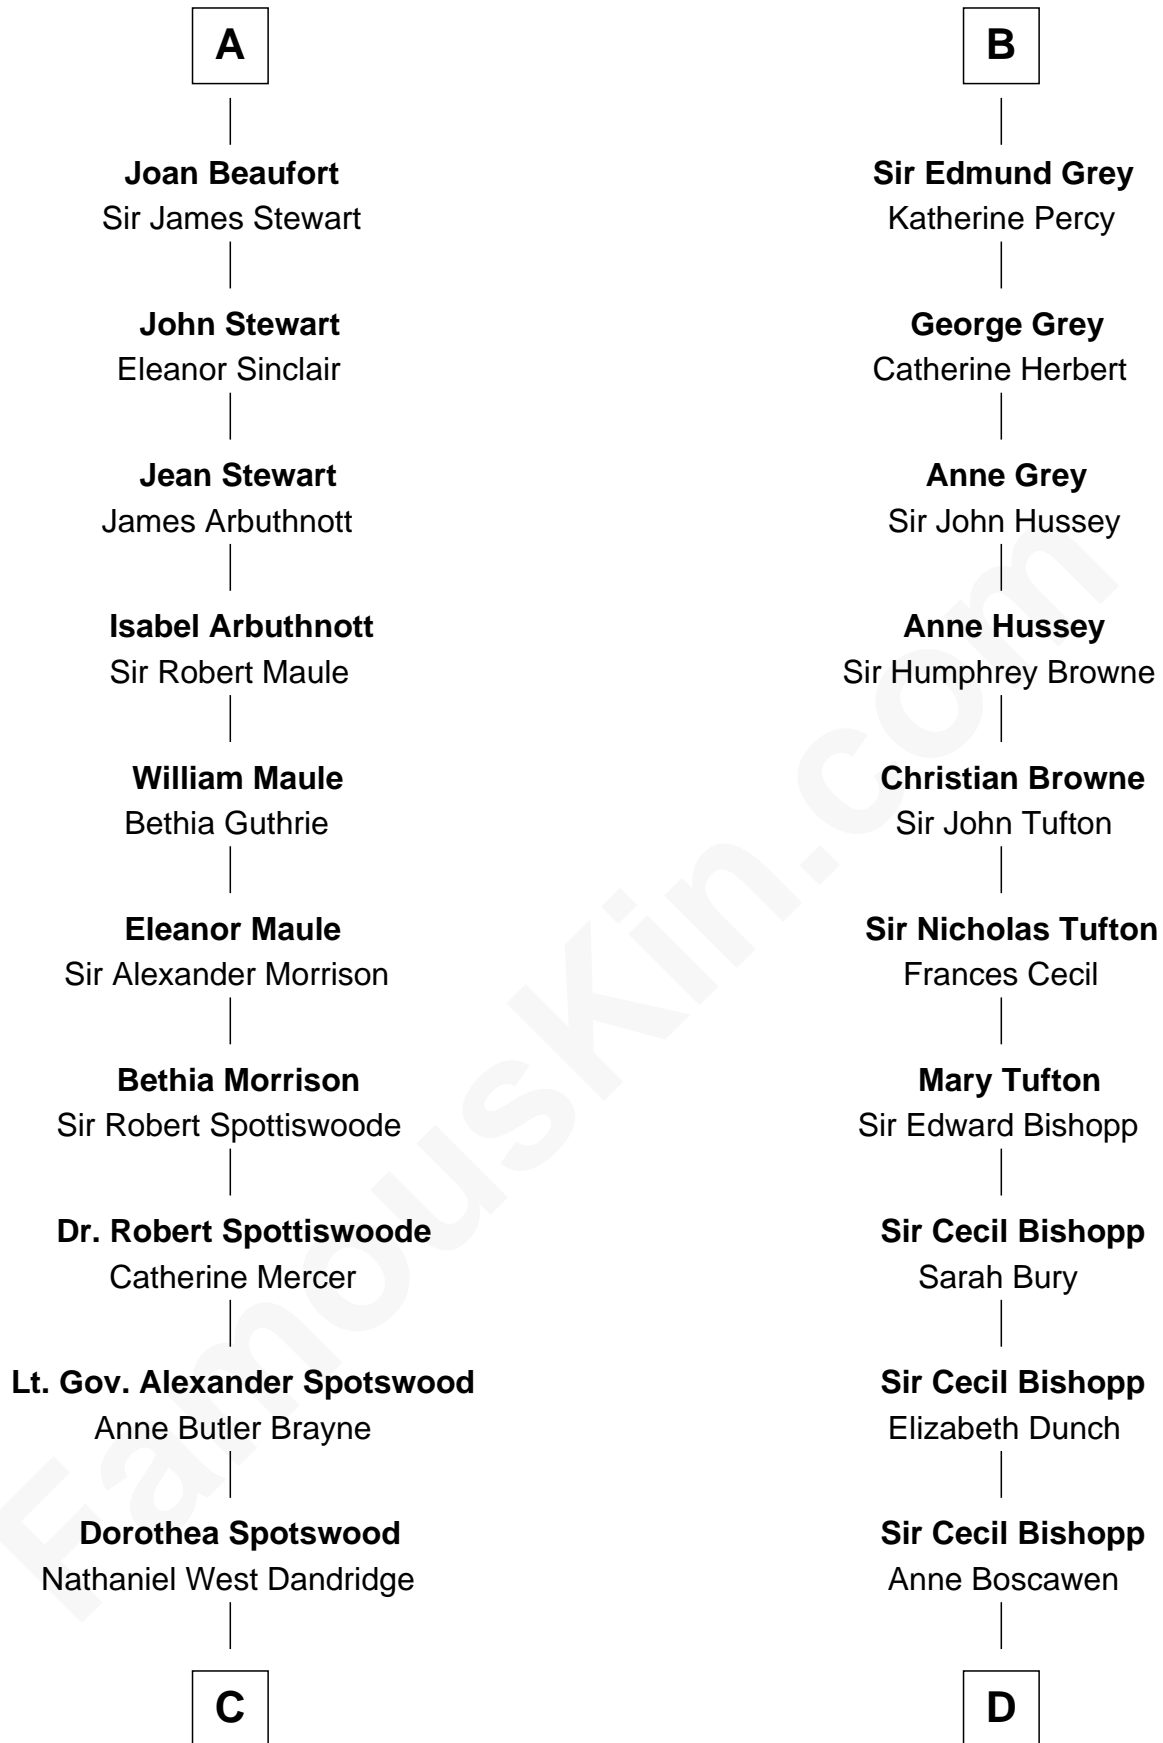 A
Joan Beaufort
Sir James Stewart
John Stewart
Eleanor Sinclair
Jean Stewart
James Arbuthnott
Isabel Arbuthnott
Sir Robert Maule
William Maule
Bethia Guthrie
Eleanor Maule
Sir Alexander Morrison
Bethia Morrison
Sir Robert Spottiswoode
Dr. Robert Spottiswoode
Catherine Mercer
Lt. Gov. Alexander Spotswood
Anne Butler Brayne
Dorothea Spotswood
Nathaniel West Dandridge
C
B
Sir Edmund Grey
Katherine Percy
George Grey
Catherine Herbert
Anne Grey
Sir John Hussey
Anne Hussey
Sir Humphrey Browne
Christian Browne
Sir John Tufton
Sir Nicholas Tufton
Frances Cecil
Mary Tufton
Sir Edward Bishopp
Sir Cecil Bishopp
Sarah Bury
Sir Cecil Bishopp
Elizabeth Dunch
Sir Cecil Bishopp
Anne Boscawen
D
FamousKin.com